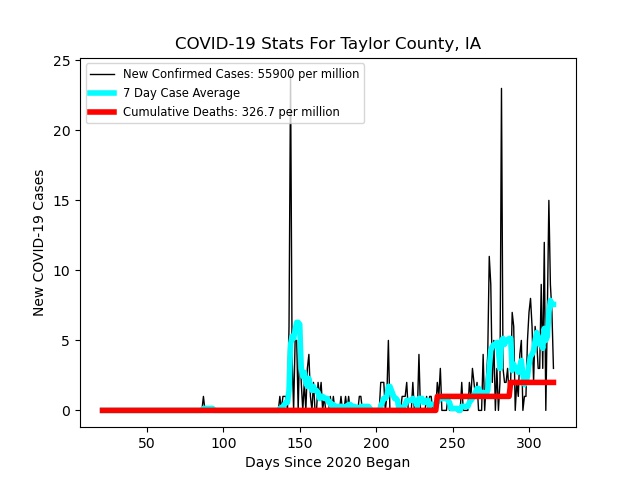 COVID-19 Stats For Taylor County, IA
New Confirmed Cases: 55900 per million
7 Day Case Average
Cumulative Deaths: 326.7 per million
New COVID-19 Cases
25
20
15
10
5
0
50 100 150 200 250 300
Days Since 2020 Began